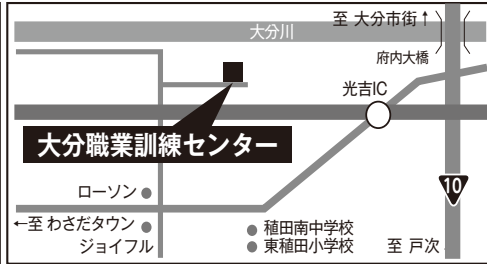 至 大分市街↑
大分川
府内大橋
光吉IC
大分職業訓練センター
10
ローソン
←至 わさだタウン
ジョイフル
稙田南中学校
東稙田小学校
至 戸次